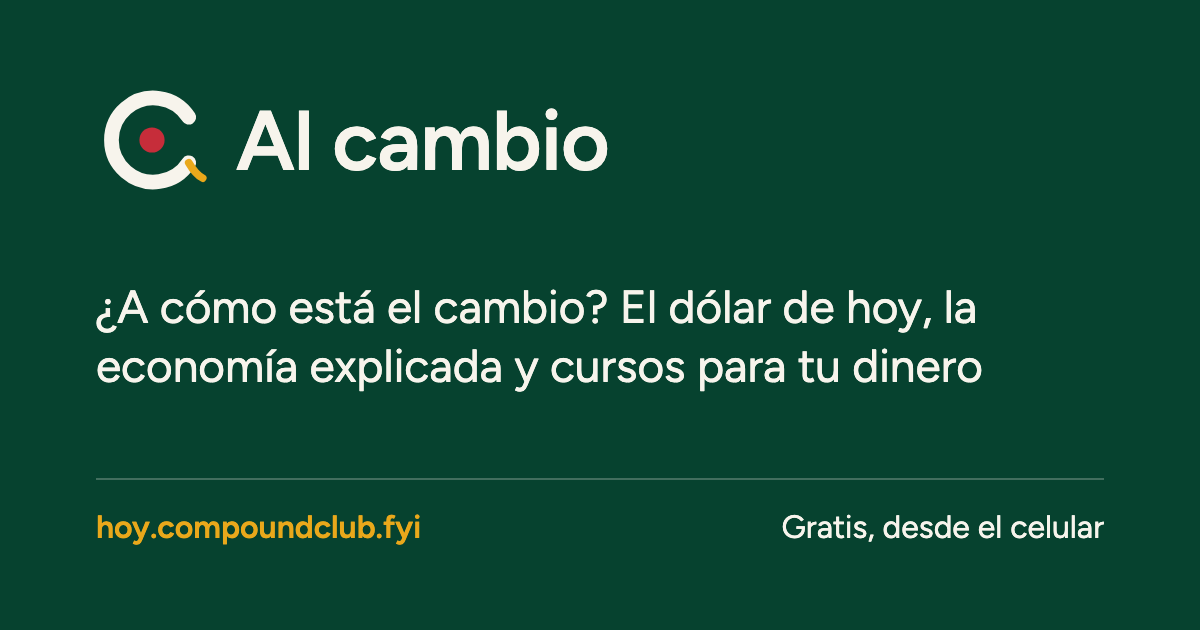 Al cambio
¿A cómo está el cambio? El dólar de hoy, la
economía explicada y cursos para tu dinero
hoy.compoundclub.fyi
Gratis, desde el celular